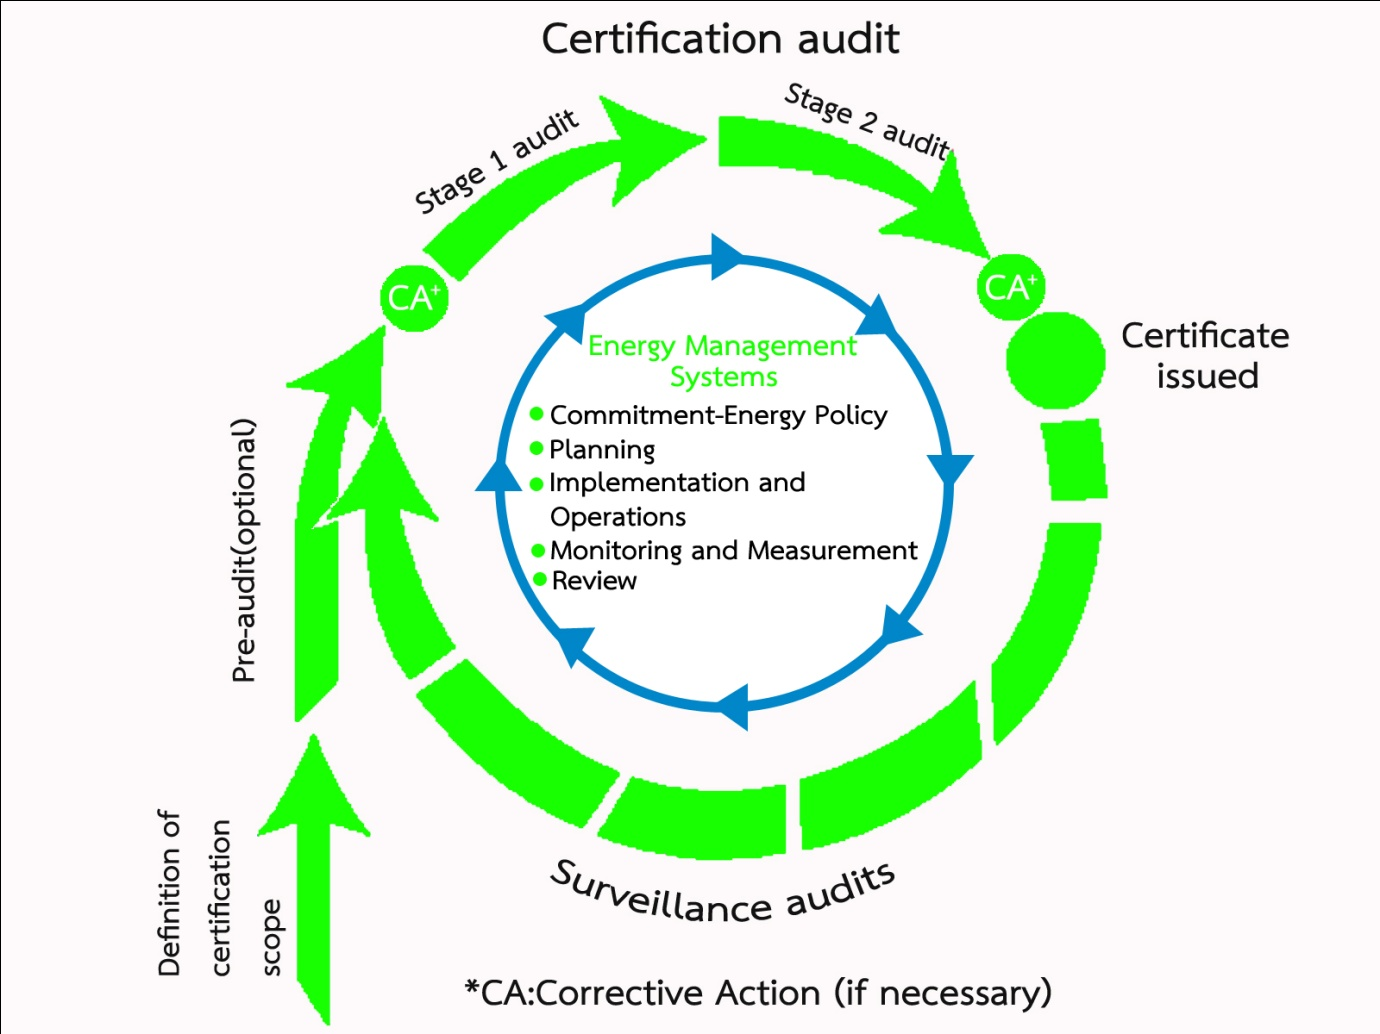 Certification audit
Stage 1 audit
Stage 2 audit
CA+
CA+
Certificate
issued
Energy Management
Systems
Commitment-Energy Policy
Planning
Implementation and
Operations
Monitoring and Measurement
Review
Pre-audit(optional)
Definition of
certification
scope
Surveillance audits
*CA:Corrective Action (if necessary)